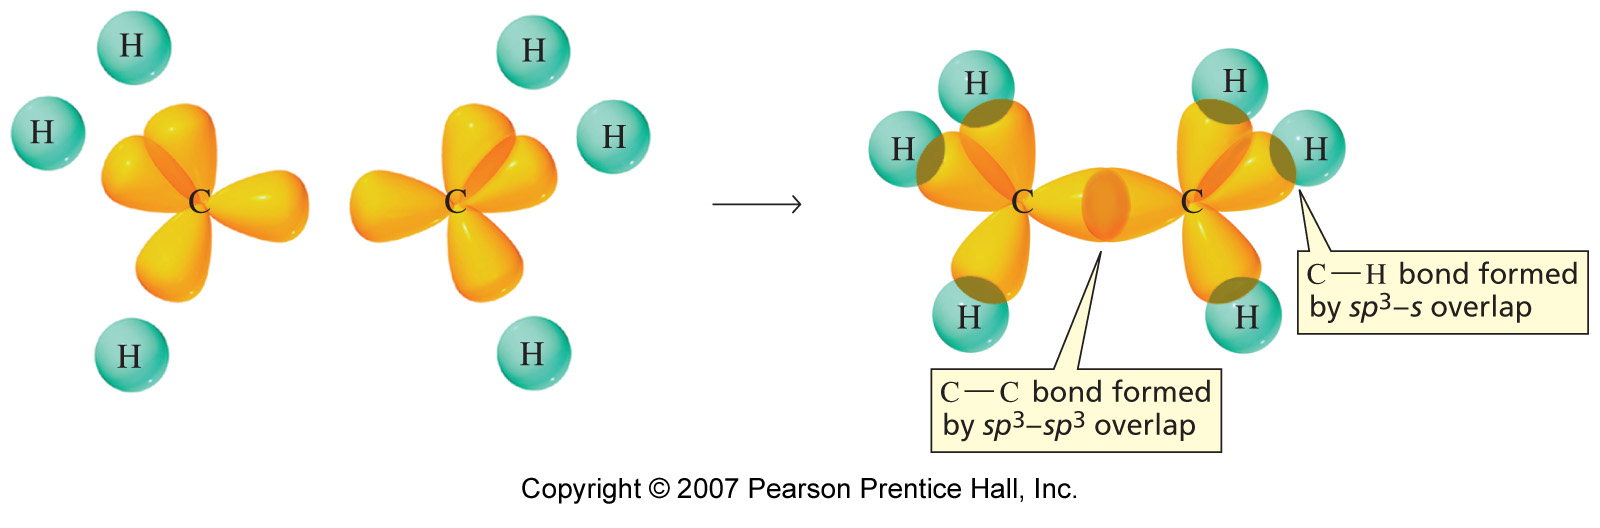 H
H
H
H
C
C
H
H
H
H
H
H
C
C
H
H
C—H bond formed
by sp³–s overlap
C—C bond formed
by sp³–sp³ overlap
Copyright © 2007 Pearson Prentice Hall, Inc.